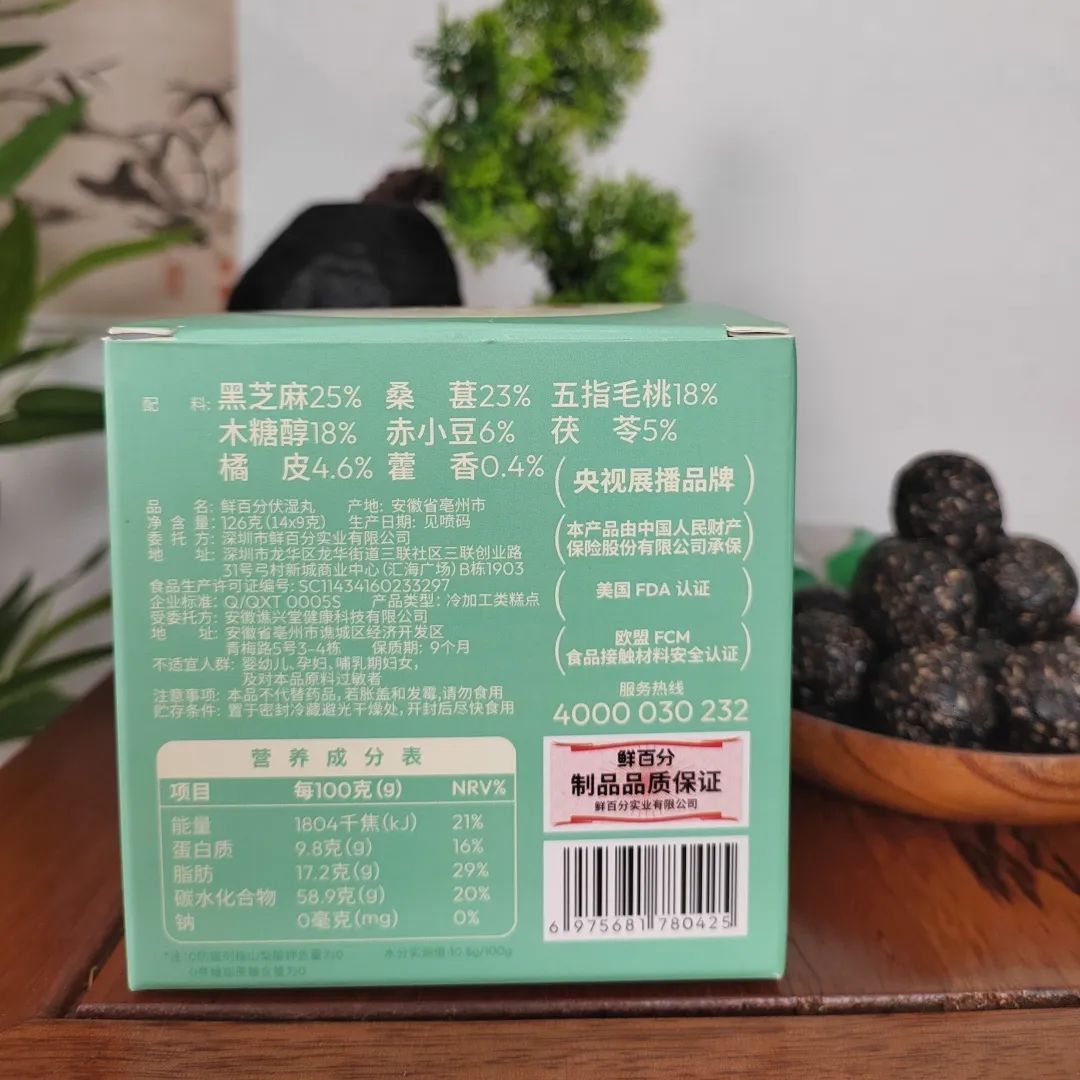 配 料: 黑芝麻25% 桑 葚23% 五指毛桃18%
木糖醇18% 赤小豆6% 茯 苓5%
橘 皮4.6% 藿 香0.4%
品 名: 鲜百分伏湿丸 产地: 安徽省亳州市
净 含 量: 126克(14x9克) 生产日期: 见喷码
委 托 方: 深圳市鲜百分实业有限公司
地 址: 深圳市龙华区龙华街道三联社区三联创业路
31号弓村新城商业中心(汇海广场)B栋1903
食品生产许可证编号: SC11434160233297
企业标准: Q/QXT 0005S 产品类型: 冷加工类糕点
受委托方: 安徽谯兴堂健康科技有限公司
地 址: 安徽省亳州市谯城区经济开发区
青梅路5号3-4栋 保质期: 9个月
不适宜人群: 婴幼儿、孕妇、哺乳期妇女,
及对本品原料过敏者
注意事项: 本品不代替药品,若胀盖和发霉,请勿食用
贮存条件: 置于密封冷藏避光干燥处,开封后尽快食用
央视展播品牌
本产品由中国人民财产
保险股份有限公司承保
美国 FDA 认证
欧盟 FCM
食品接触材料安全认证
服务热线
4000 030 232
营养成分表
项目 每100克(g) NRV%
能量 1804千焦(kJ) 21%
蛋白质 9.8克(g) 16%
脂肪 17.2克(g) 29%
碳水化合物 58.9克(g) 20%
钠 0毫克(mg) 0%
鲜百分
制品品质保证
鲜百分实业有限公司
6 975681 780425